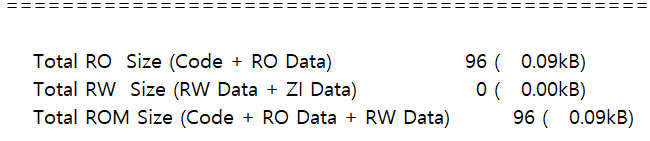 ==============================================
Total RO  Size (Code + RO Data)                    96 (   0.09kB)
Total RW  Size (RW Data + ZI Data)                  0 (   0.00kB)
Total ROM Size (Code + RO Data + RW Data)          96 (   0.09kB)